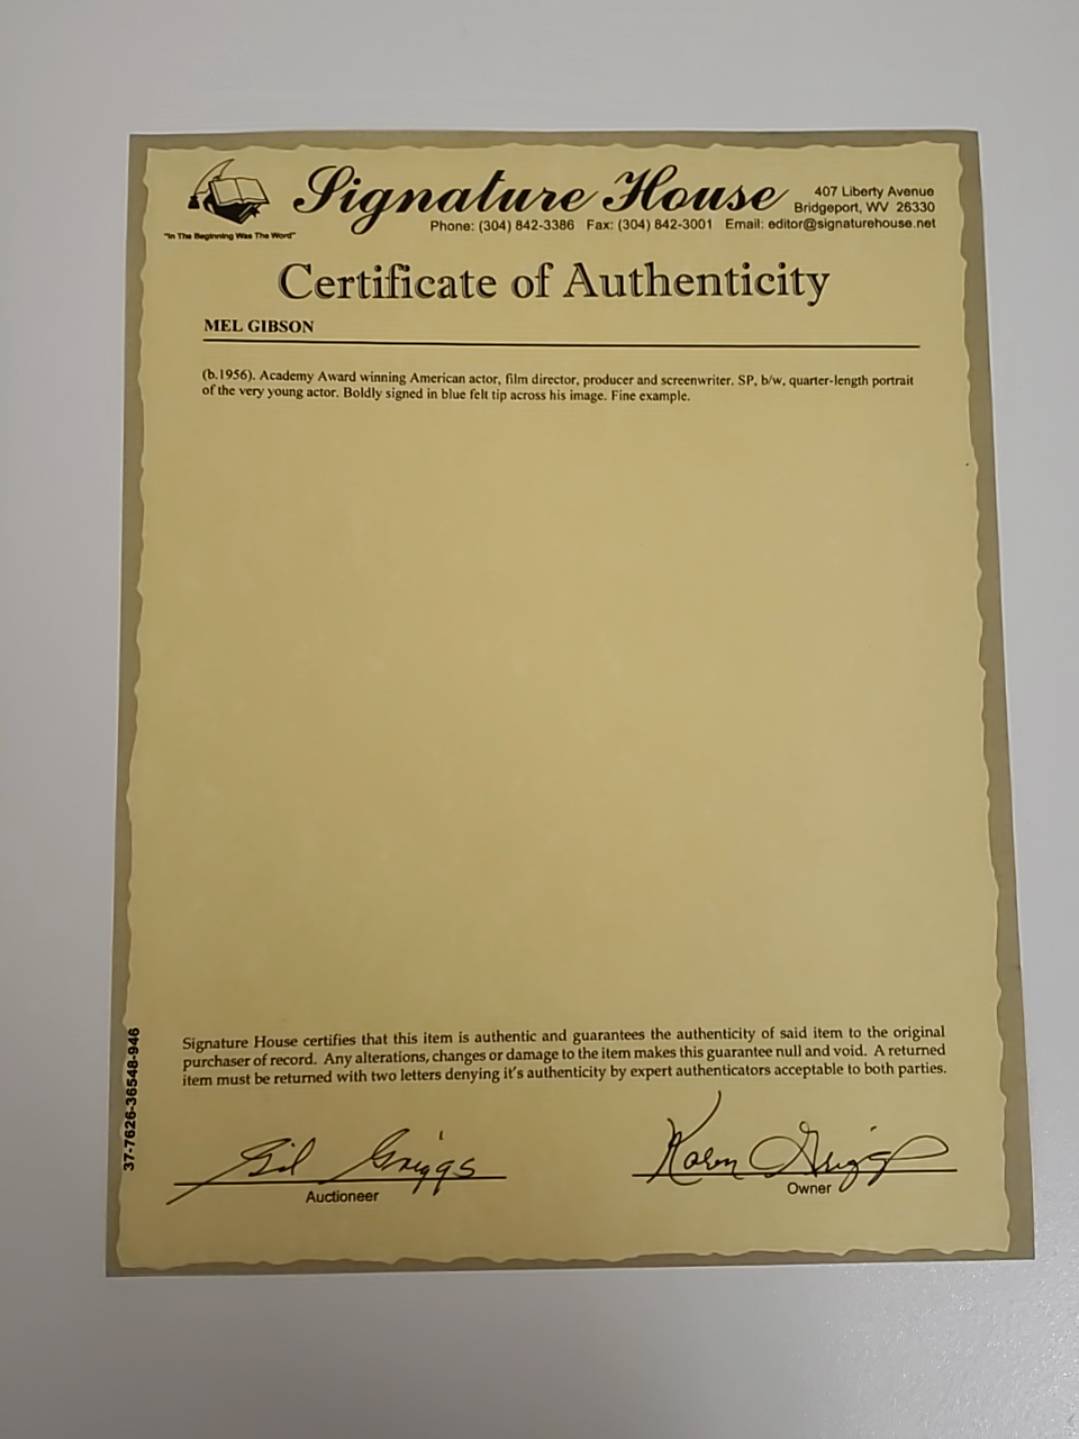 Signature House
407 Liberty Avenue
Bridgeport, WV 26330
"In The Beginning Was The Word"
Phone: (304) 842-3386 Fax: (304) 842-3001 Email: editor@signaturehouse.net
Certificate of Authenticity
MEL GIBSON
(b.1956). Academy Award winning American actor, film director, producer and screenwriter. SP, b/w, quarter-length portrait
of the very young actor. Boldly signed in blue felt tip across his image. Fine example.
Signature House certifies that this item is authentic and guarantees the authenticity of said item to the original
purchaser of record. Any alterations, changes or damage to the item makes this guarantee null and void. A returned
item must be returned with two letters denying it's authenticity by expert authenticators acceptable to both parties.
37-7626-36548-946
Gil Griggs
Auctioneer
Karen Griggs
Owner